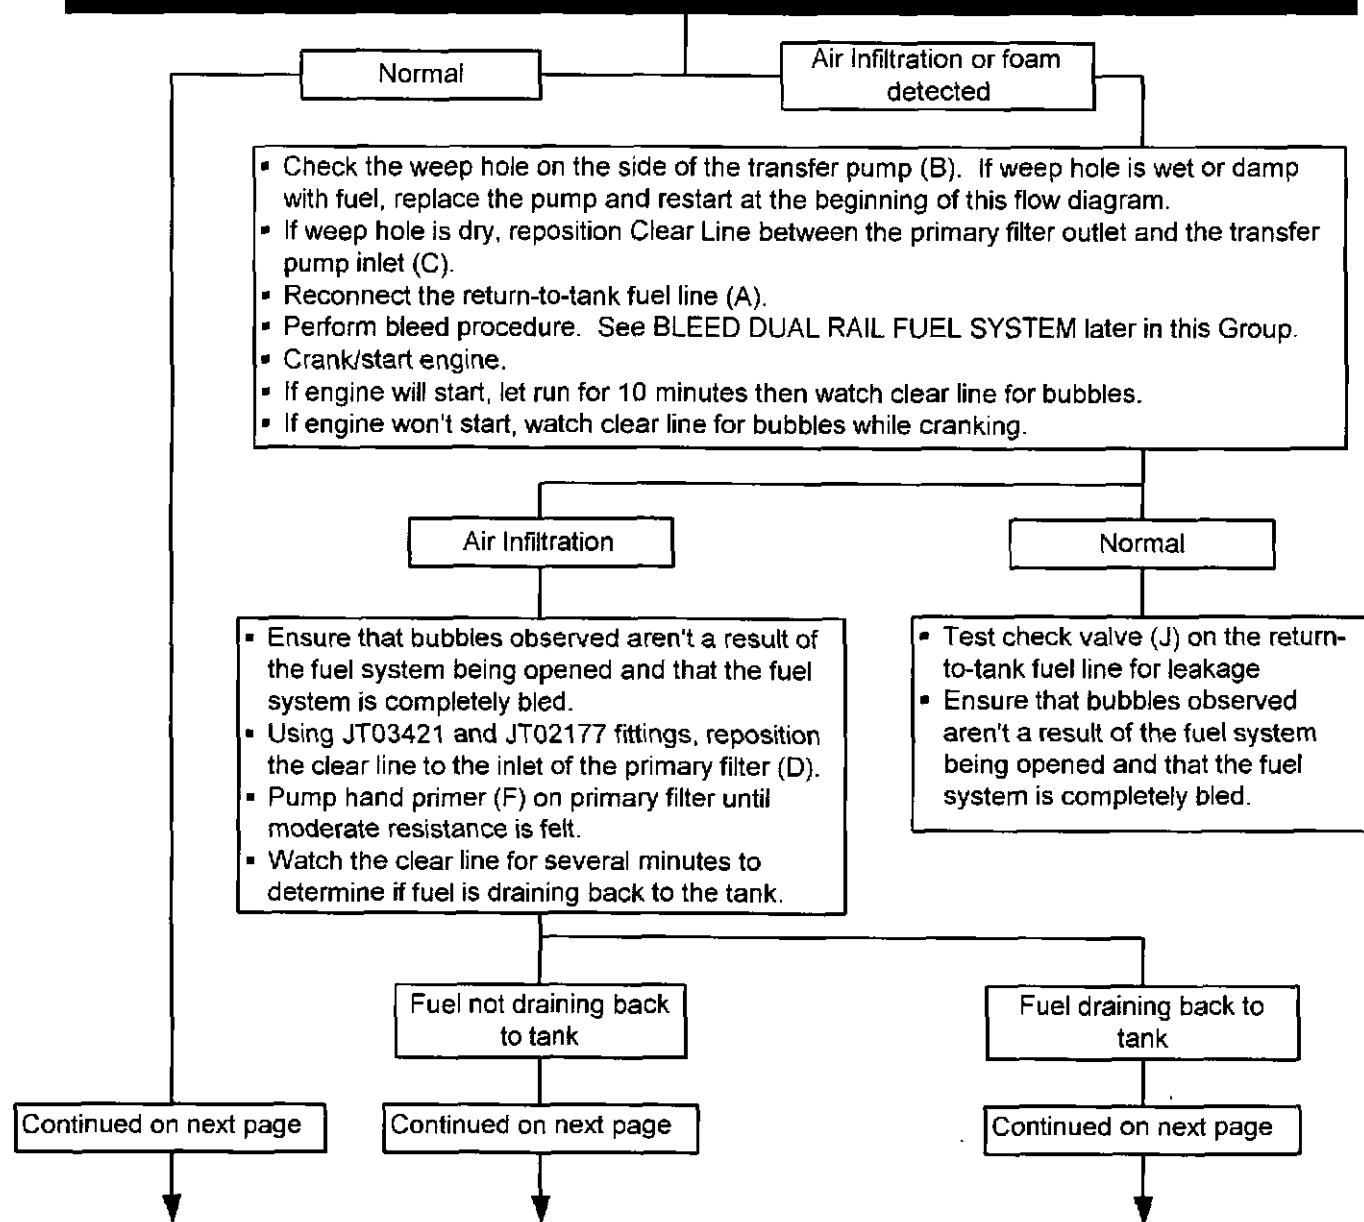 Normal
Air Infiltration or foam
detected
▪ Check the weep hole on the side of the transfer pump (B). If weep hole is wet or damp
with fuel, replace the pump and restart at the beginning of this flow diagram.
▪ If weep hole is dry, reposition Clear Line between the primary filter outlet and the transfer
pump inlet (C).
▪ Reconnect the return-to-tank fuel line (A).
▪ Perform bleed procedure. See BLEED DUAL RAIL FUEL SYSTEM later in this Group.
▪ Crank/start engine.
▪ If engine will start, let run for 10 minutes then watch clear line for bubbles.
▪ If engine won't start, watch clear line for bubbles while cranking.
Air Infiltration
Normal
▪ Ensure that bubbles observed aren't a result of
the fuel system being opened and that the fuel
system is completely bled.
▪ Using JT03421 and JT02177 fittings, reposition
the clear line to the inlet of the primary filter (D).
▪ Pump hand primer (F) on primary filter until
moderate resistance is felt.
▪ Watch the clear line for several minutes to
determine if fuel is draining back to the tank.
▪ Test check valve (J) on the return-
to-tank fuel line for leakage
▪ Ensure that bubbles observed
aren't a result of the fuel system
being opened and that the fuel
system is completely bled.
Fuel not draining back
to tank
Fuel draining back to
tank
Continued on next page
Continued on next page
Continued on next page